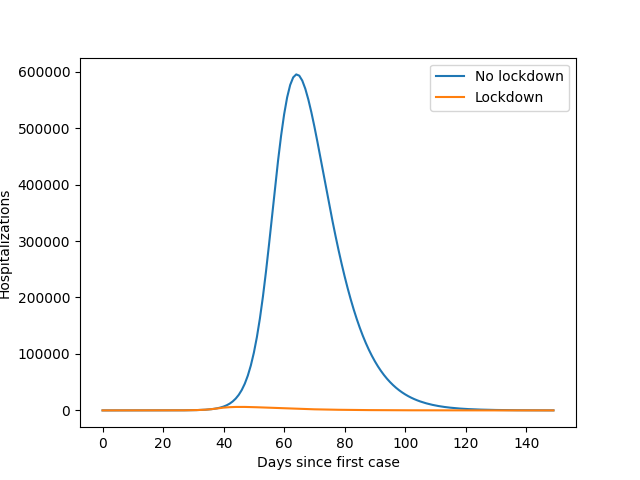 No lockdown
Lockdown
600000
500000
400000
300000
200000
100000
0
Hospitalizations
0 20 40 60 80 100 120 140
Days since first case